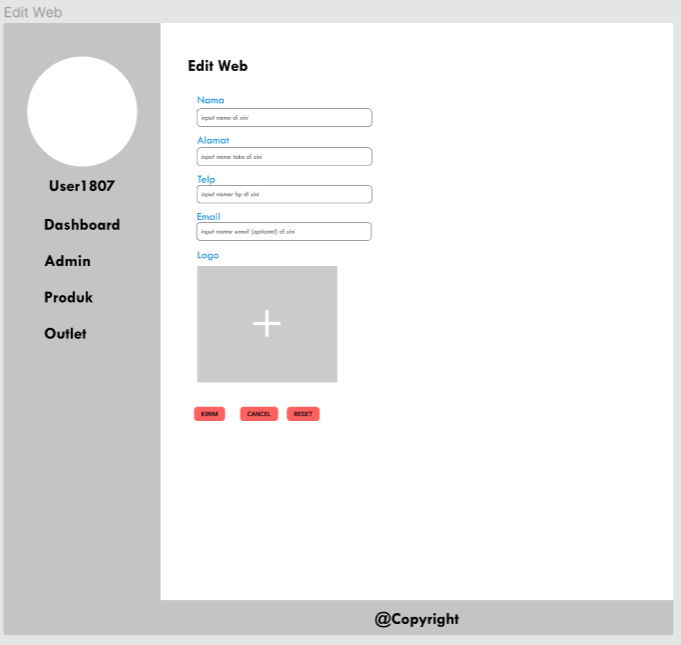 Edit Web
User1807
Dashboard
Admin
Produk
Outlet
Edit Web
Nama
input nama di sini
Alamat
input nama toko di sini
Telp
input nomor hp di sini
Email
input nomor email (optional) di sini
Logo
KIRIM
CANCEL
RESET
@Copyright